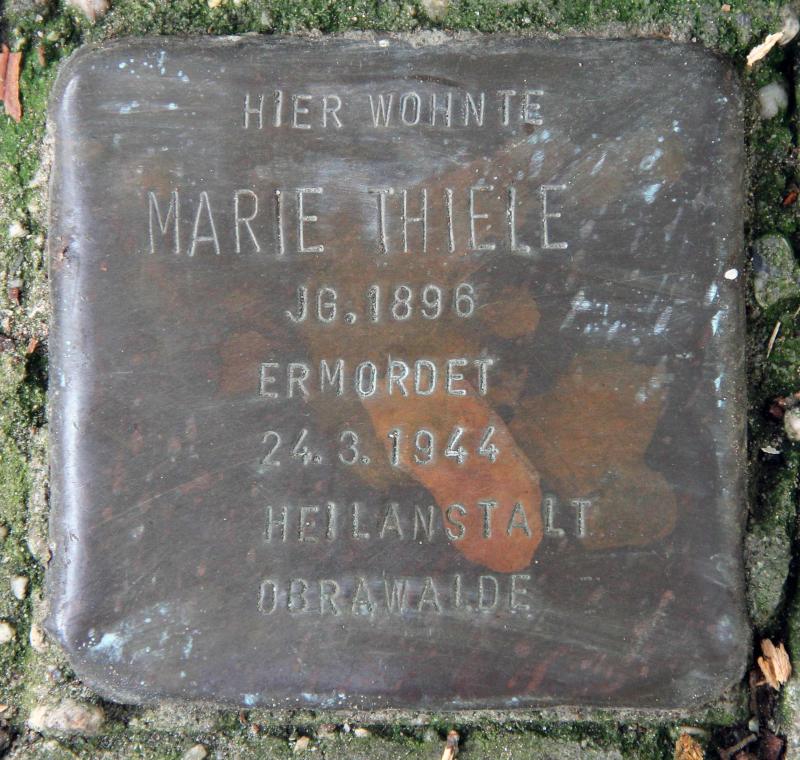 HIER WOHNTE
MARIE THIELE
JG.1896
ERMORDET
24.3.1944
HEILANSTALT
OBRAWALDE